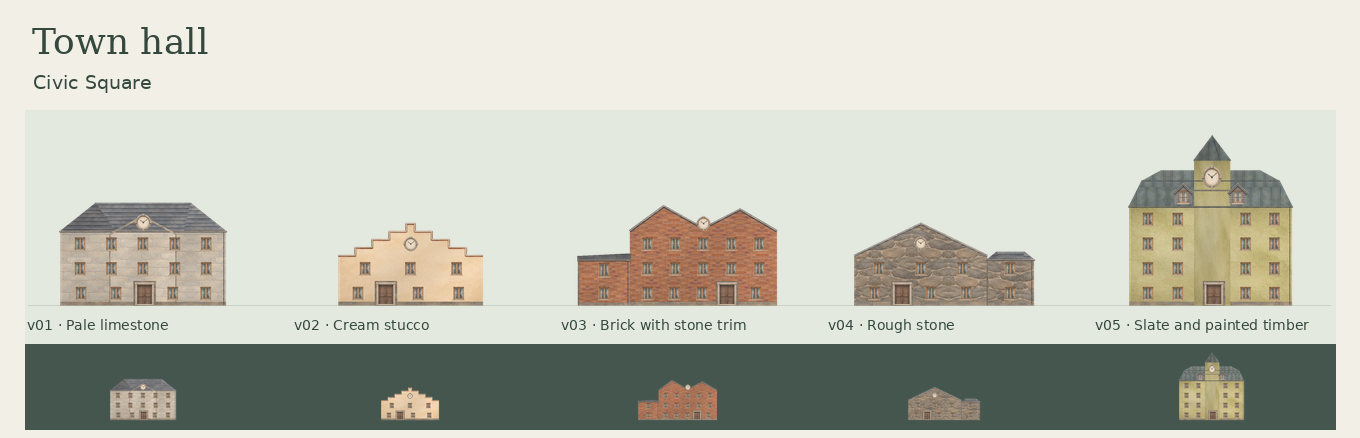 Town hall
Civic Square
v01 · Pale limestone
v02 · Cream stucco
v03 · Brick with stone trim
v04 · Rough stone
v05 · Slate and painted timber